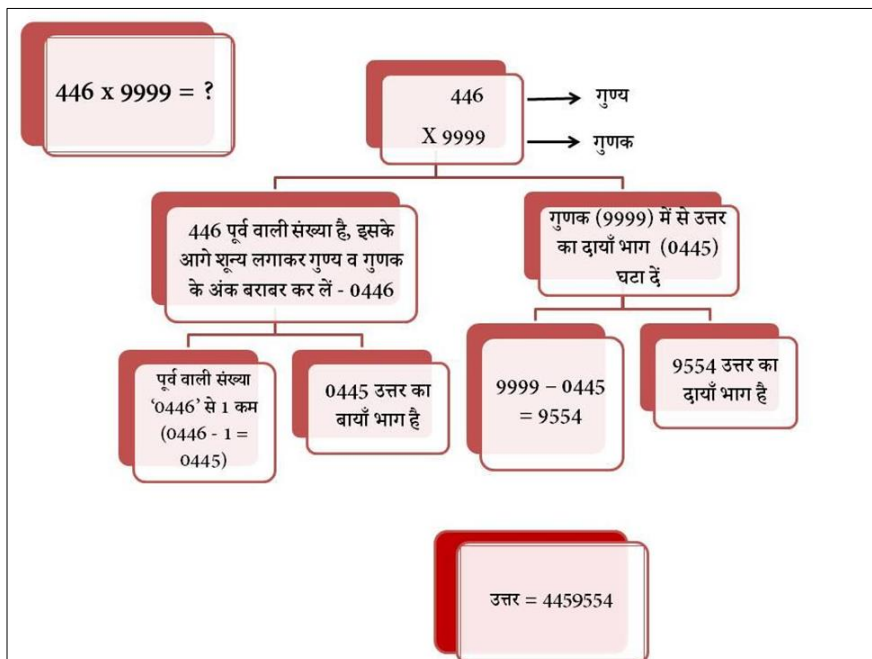 446 x 9999 = ?
446
गुण्य
X 9999
गुणक
446 पूर्व वाली संख्या है, इसके
आगे शून्य लगाकर गुण्य व गुणक
के अंक बराबर कर लें - 0446
गुणक (9999) में से उत्तर
का दायाँ भाग (0445)
घटा दें
पूर्व वाली संख्या
‘0446’ से 1 कम
(0446 - 1 =
0445)
0445 उत्तर का
बायाँ भाग है
9999 – 0445
= 9554
9554 उत्तर का
दायाँ भाग है
उत्तर = 4459554